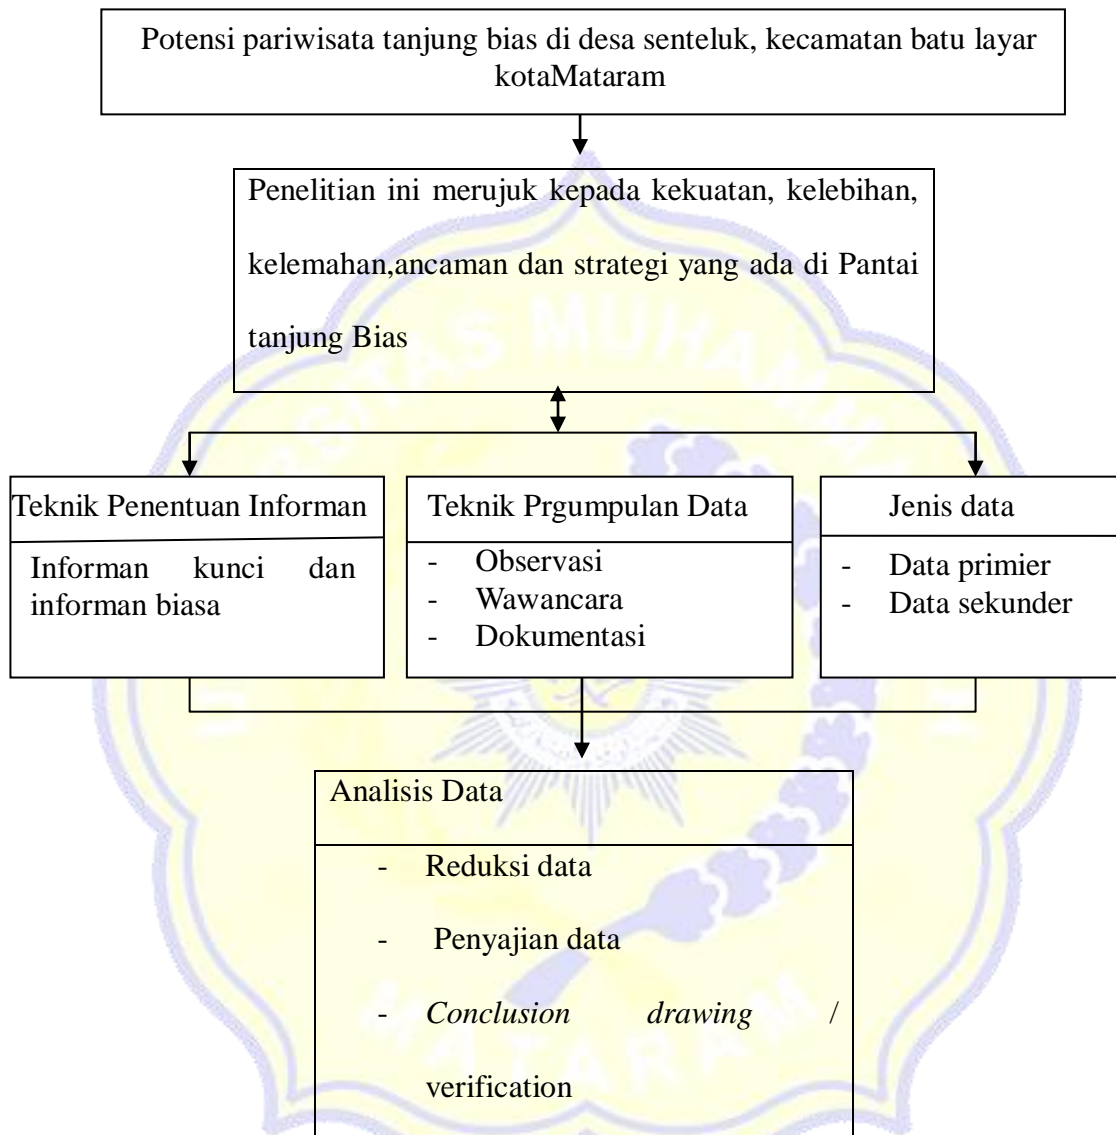 Potensi pariwisata tanjung bias di desa senteluk, kecamatan batu layar
kotaMataram
Penelitian ini merujuk kepada kekuatan, kelebihan,
kelemahan,ancaman dan strategi yang ada di Pantai
tanjung Bias
Teknik Penentuan Informan
Informan kunci dan
informan biasa
Teknik Prgumpulan Data
- Observasi
- Wawancara
- Dokumentasi
Jenis data
- Data primier
- Data sekunder
Analisis Data
- Reduksi data
- Penyajian data
- Conclusion drawing /
verification
MATARAM